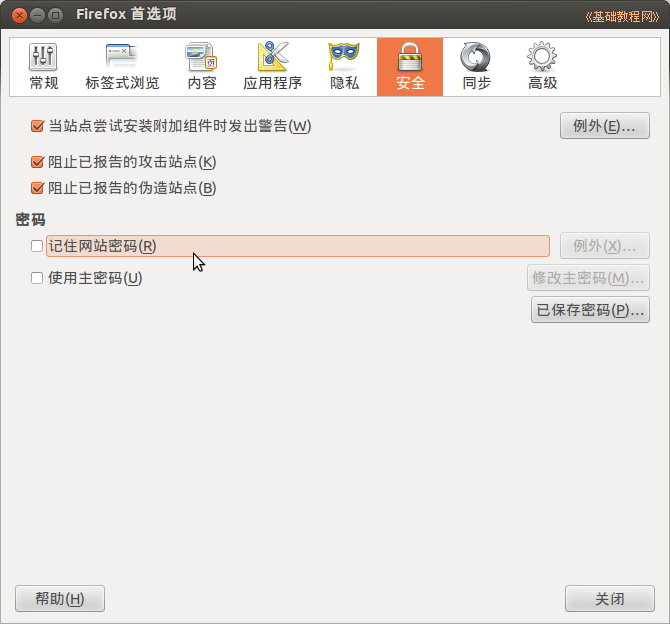 Firefox 首选项
《基础教程网》
常规 标签式浏览 内容 应用程序 隐私 安全 同步 高级
当站点尝试安装附加组件时发出警告(W) 例外(E)...
阻止已报告的攻击站点(K)
阻止已报告的伪造站点(B)
密码
记住网站密码(R) 例外(X)...
使用主密码(U) 修改主密码(M)...
已保存密码(P)...
帮助(H) 关闭